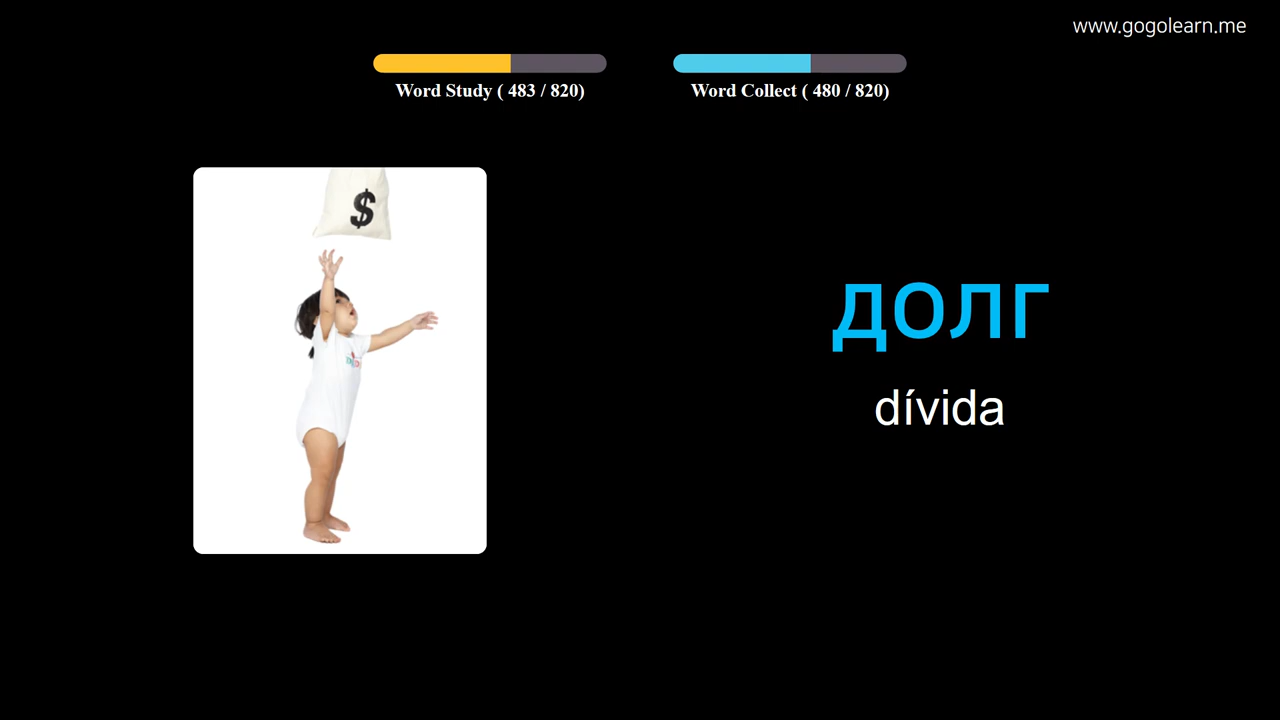 www.gogolearn.me
Word Study ( 483 / 820)
Word Collect ( 480 / 820)
$
долг
dívida